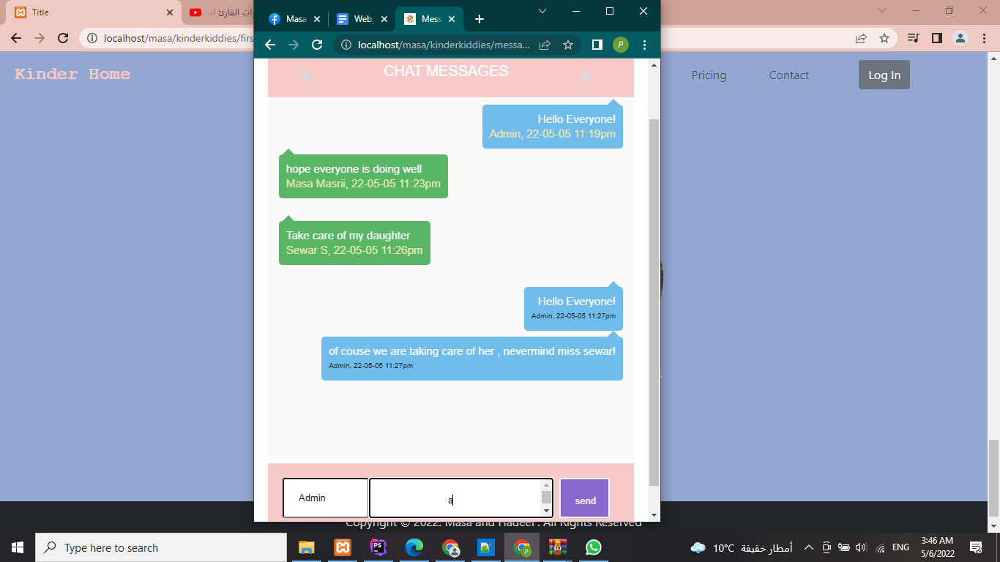 Title
وات القارئ اس
Masa
Web_
Mess
localhost/masa/kinderkiddies/firs
localhost/masa/kinderkiddies/messa...
P
Kinder Home
Pricing
Contact
Log In
CHAT MESSAGES
Hello Everyone!
Admin, 22-05-05 11:19pm
hope everyone is doing well
Masa Masrii, 22-05-05 11:23pm
Take care of my daughter
Sewar S, 22-05-05 11:26pm
Hello Everyone!
Admin, 22-05-05 11:27pm
of couse we are taking care of her , nevermind miss sewar!
Admin, 22-05-05 11:27pm
Admin
a
send
Copyright © 2022. Masa and Hadeel . All Rights Reserved
Type here to search
PS
P
10°C
أمطار خفيفة
ENG
3:46 AM
5/6/2022